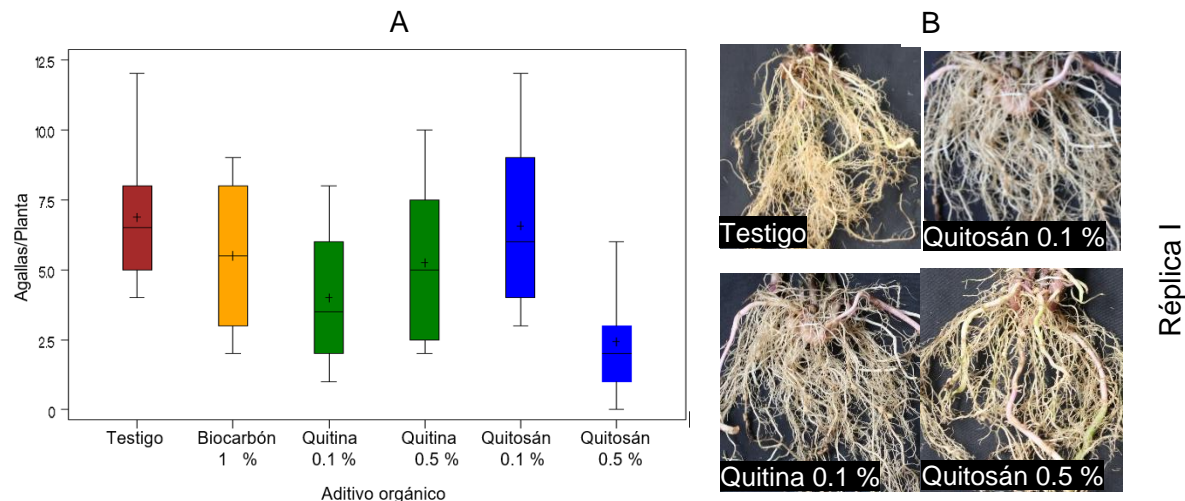 A
B
12.5
10.0
7.5
5.0
2.5
0
Agallas/Planta
Testigo
Biocarbón
1 %
Quitina
0.1 %
Quitina
0.5 %
Quitosán
0.1 %
Quitosán
0.5 %
Aditivo orgánico
Testigo
Quitosán 0.1 %
Quitina 0.1 %
Quitosán 0.5 %
Réplica I